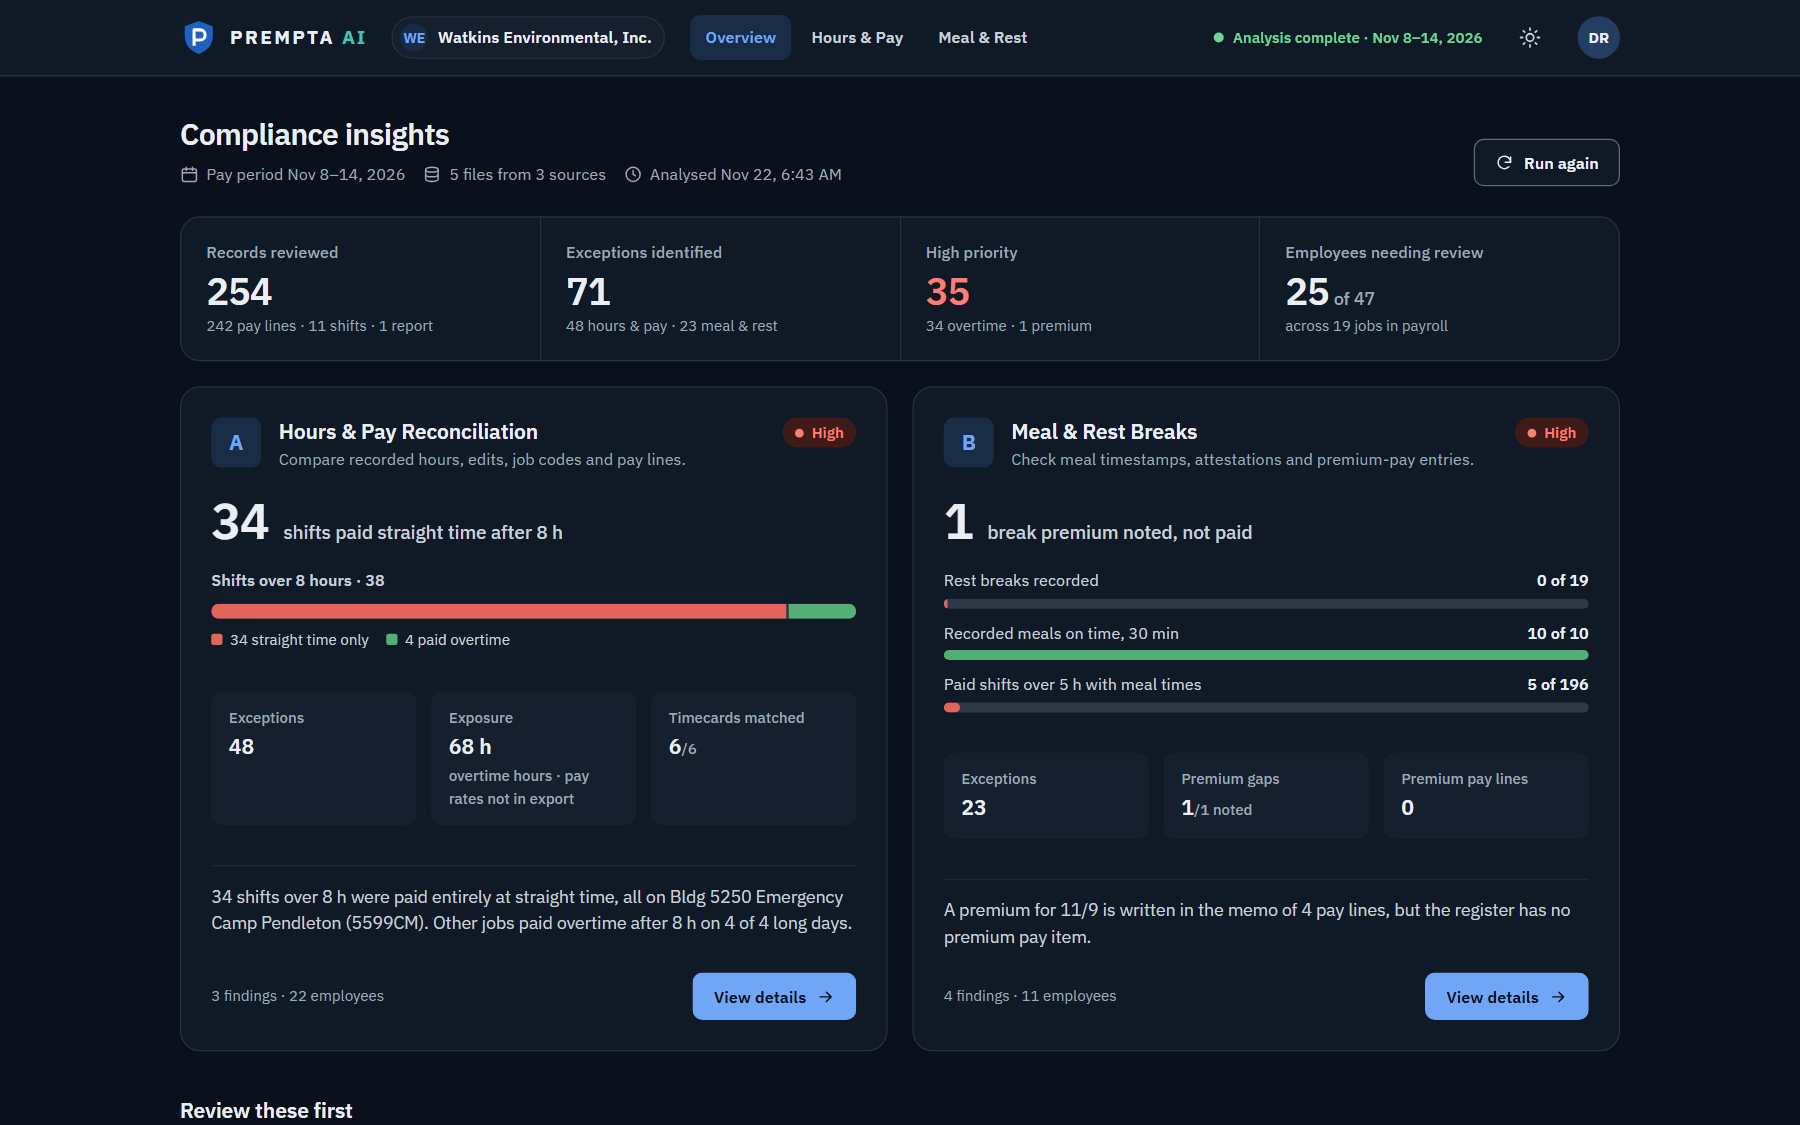 PREMPTA AI
WE Watkins Environmental, Inc.
Overview
Hours & Pay
Meal & Rest
Analysis complete · Nov 8–14, 2026
DR
Compliance insights
Pay period Nov 8–14, 2026
5 files from 3 sources
Analysed Nov 22, 6:43 AM
Run again
Records reviewed
254
242 pay lines · 11 shifts · 1 report
Exceptions identified
71
48 hours & pay · 23 meal & rest
High priority
35
34 overtime · 1 premium
Employees needing review
25 of 47
across 19 jobs in payroll
A
Hours & Pay Reconciliation
High
Compare recorded hours, edits, job codes and pay lines.
34 shifts paid straight time after 8 h
Shifts over 8 hours · 38
34 straight time only
4 paid overtime
Exceptions
48
Exposure
68 h
overtime hours · pay
rates not in export
Timecards matched
6/6
34 shifts over 8 h were paid entirely at straight time, all on Bldg 5250 Emergency
Camp Pendleton (5599CM). Other jobs paid overtime after 8 h on 4 of 4 long days.
3 findings · 22 employees
View details
B
Meal & Rest Breaks
High
Check meal timestamps, attestations and premium-pay entries.
1 break premium noted, not paid
Rest breaks recorded
0 of 19
Recorded meals on time, 30 min
10 of 10
Paid shifts over 5 h with meal times
5 of 196
Exceptions
23
Premium gaps
1/1 noted
Premium pay lines
0
A premium for 11/9 is written in the memo of 4 pay lines, but the register has no
premium pay item.
4 findings · 11 employees
View details
Review these first